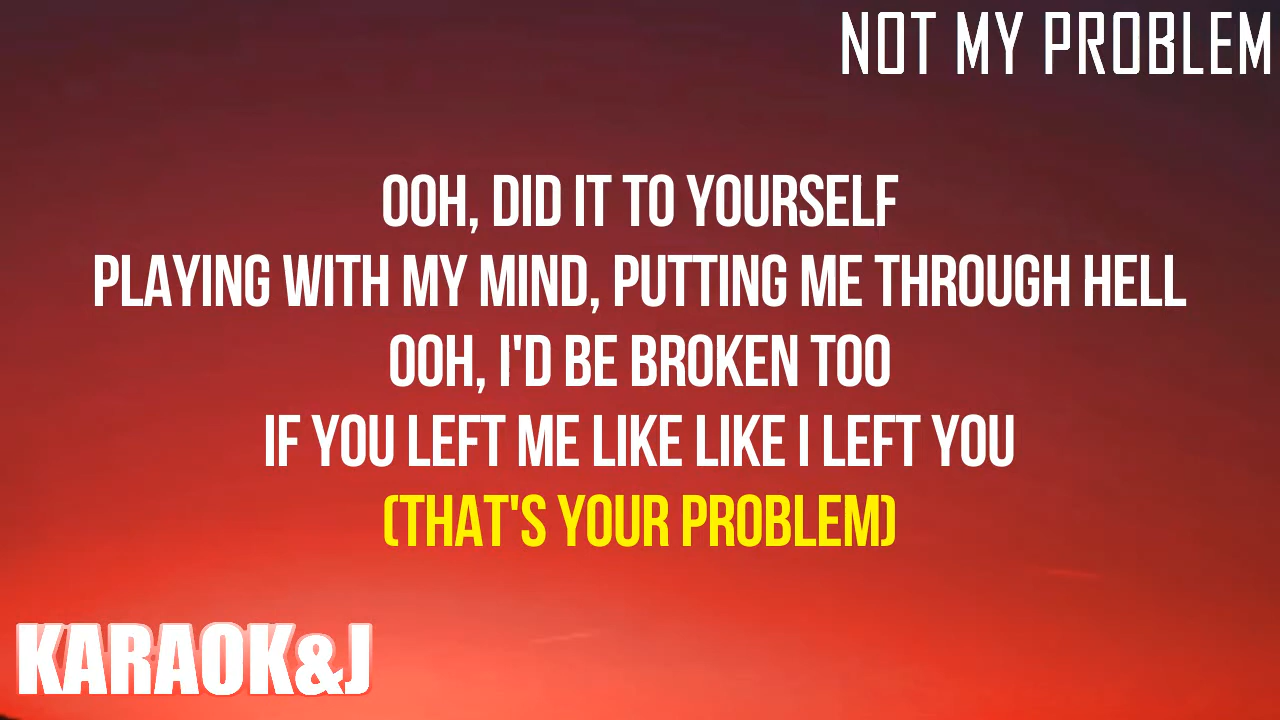 NOT MY PROBLEM
OOH, DID IT TO YOURSELF
PLAYING WITH MY MIND, PUTTING ME THROUGH HELL
OOH, I'D BE BROKEN TOO
IF YOU LEFT ME LIKE LIKE I LEFT YOU
(THAT'S YOUR PROBLEM)
KARAOK&J